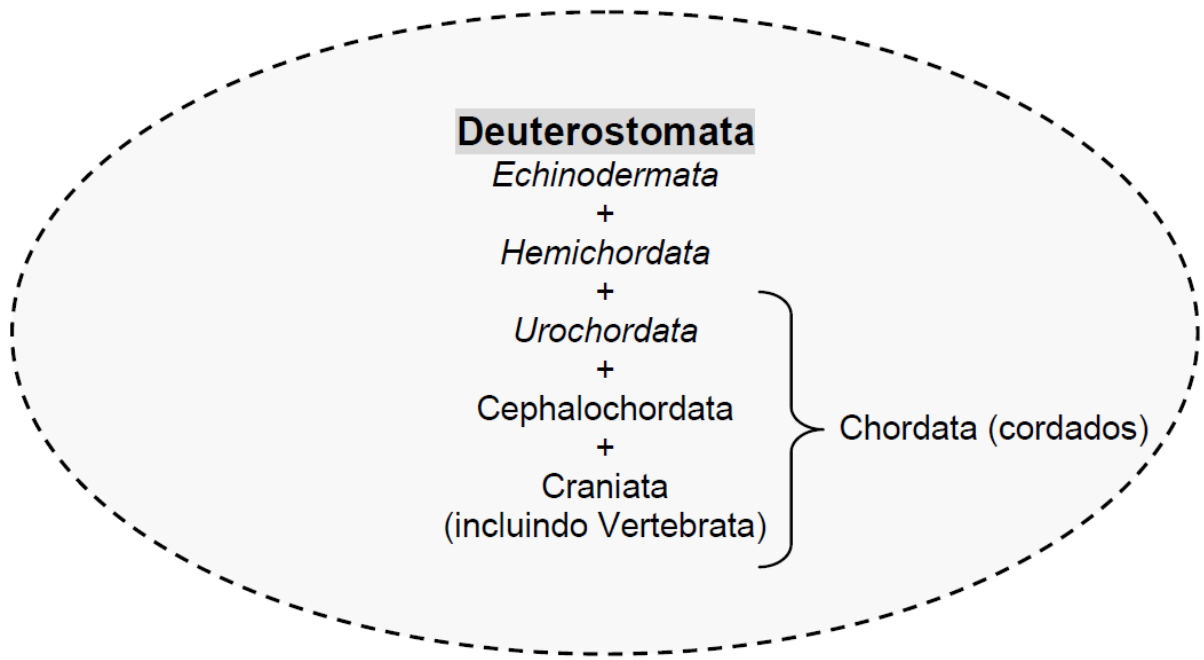 Deuterostomata
Echinodermata
+
Hemichordata
+
Urochordata
+
Cephalochordata
+
Craniata
(incluindo Vertebrata)
Chordata (cordados)